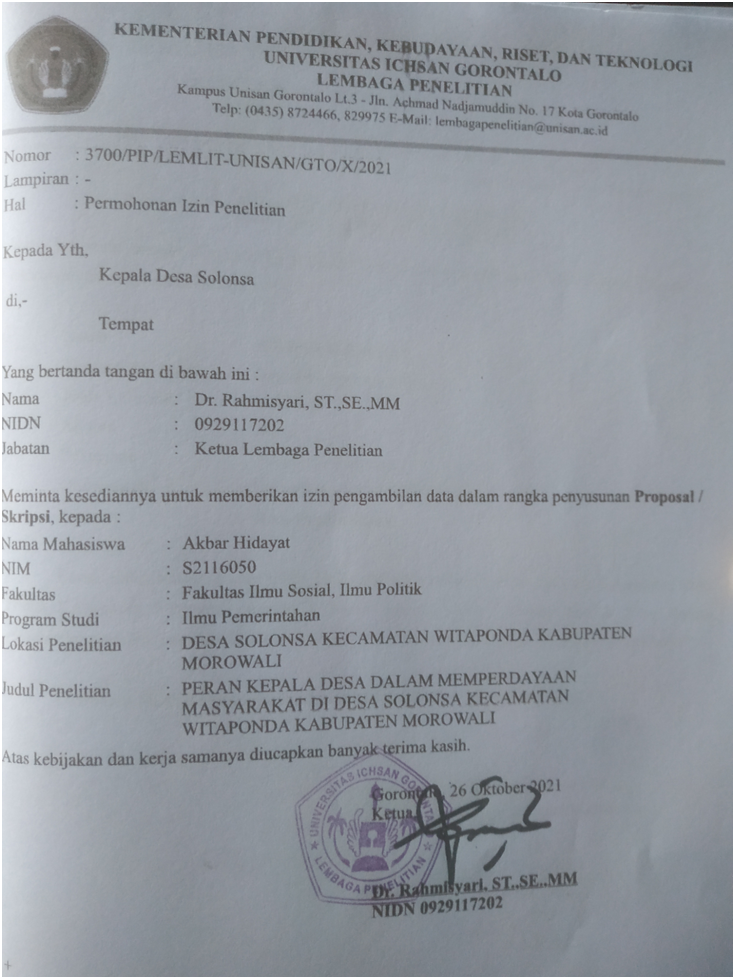 KEMENTERIAN PENDIDIKAN, KEBUDAYAAN, RISET, DAN TEKNOLOGI
UNIVERSITAS ICHSAN GORONTALO
LEMBAGA PENELITIAN
Kampus Unisan Gorontalo Lt.3 - Jln. Achmad Nadjamuddin No. 17 Kota Gorontalo
Telp: (0435) 8724466, 829975 E-Mail: lembagapenelitian@unisan.ac.id
Nomor : 3700/PIP/LEMLIT-UNISAN/GTO/X/2021
Lampiran : -
Hal : Permohonan Izin Penelitian
Kepada Yth,
Kepala Desa Solonsa
di,-
Tempat
Yang bertanda tangan di bawah ini :
Nama : Dr. Rahmisyari, ST.,SE.,MM
NIDN : 0929117202
Jabatan : Ketua Lembaga Penelitian
Meminta kesediannya untuk memberikan izin pengambilan data dalam rangka penyusunan Proposal /
Skripsi, kepada :
Nama Mahasiswa : Akbar Hidayat
NIM : S2116050
Fakultas : Fakultas Ilmu Sosial, Ilmu Politik
Program Studi : Ilmu Pemerintahan
Lokasi Penelitian : DESA SOLONSA KECAMATAN WITAPONDA KABUPATEN
MOROWALI
Judul Penelitian : PERAN KEPALA DESA DALAM MEMPERDAYAAN
MASYARAKAT DI DESA SOLONSA KECAMATAN
WITAPONDA KABUPATEN MOROWALI
Atas kebijakan dan kerja samanya diucapkan banyak terima kasih.
Gorontalo, 26 Oktober 2021
Ketua,
UNIVERSITAS ICHSAN GORONTALO
LEMBAGA PENELITIAN
Dr. Rahmisyari, ST.,SE.,MM
NIDN 0929117202